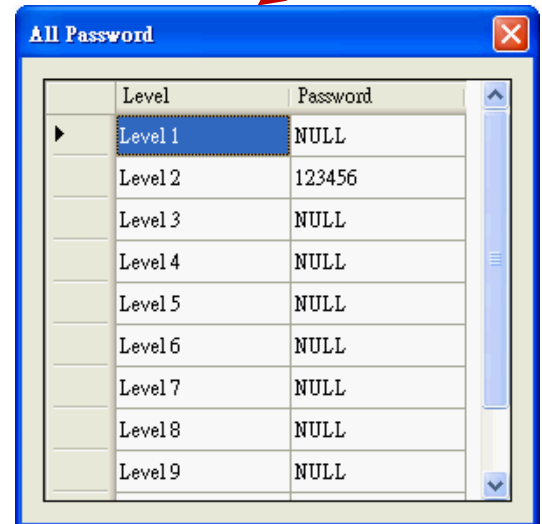 All Password
Level Password
Level 1 NULL
Level 2 123456
Level 3 NULL
Level 4 NULL
Level 5 NULL
Level 6 NULL
Level 7 NULL
Level 8 NULL
Level 9 NULL